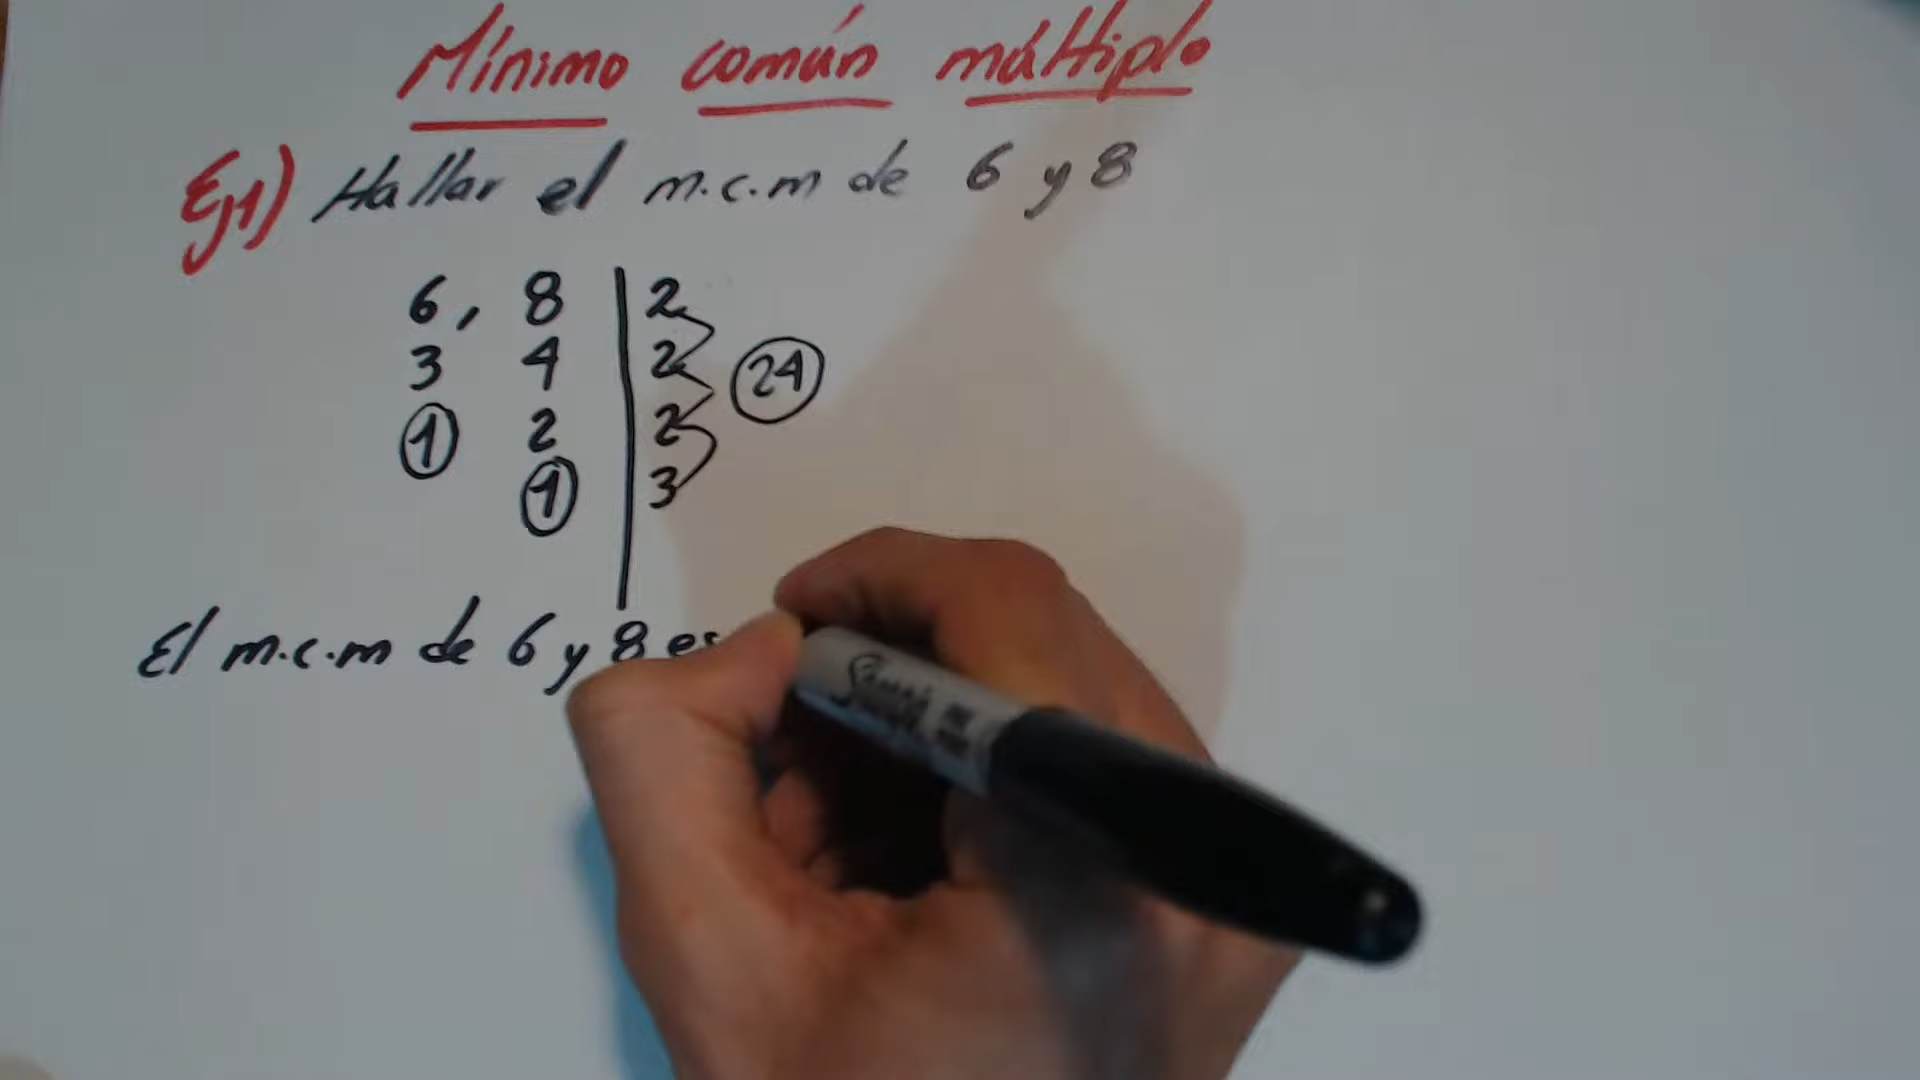 Mínimo común múltiplo
Ej1) Hallar el m.c.m de 6 y 8
6, 8 | 2
3 4 | 2 24
1 2 | 2
1 | 3
El m.c.m de 6 y 8 es